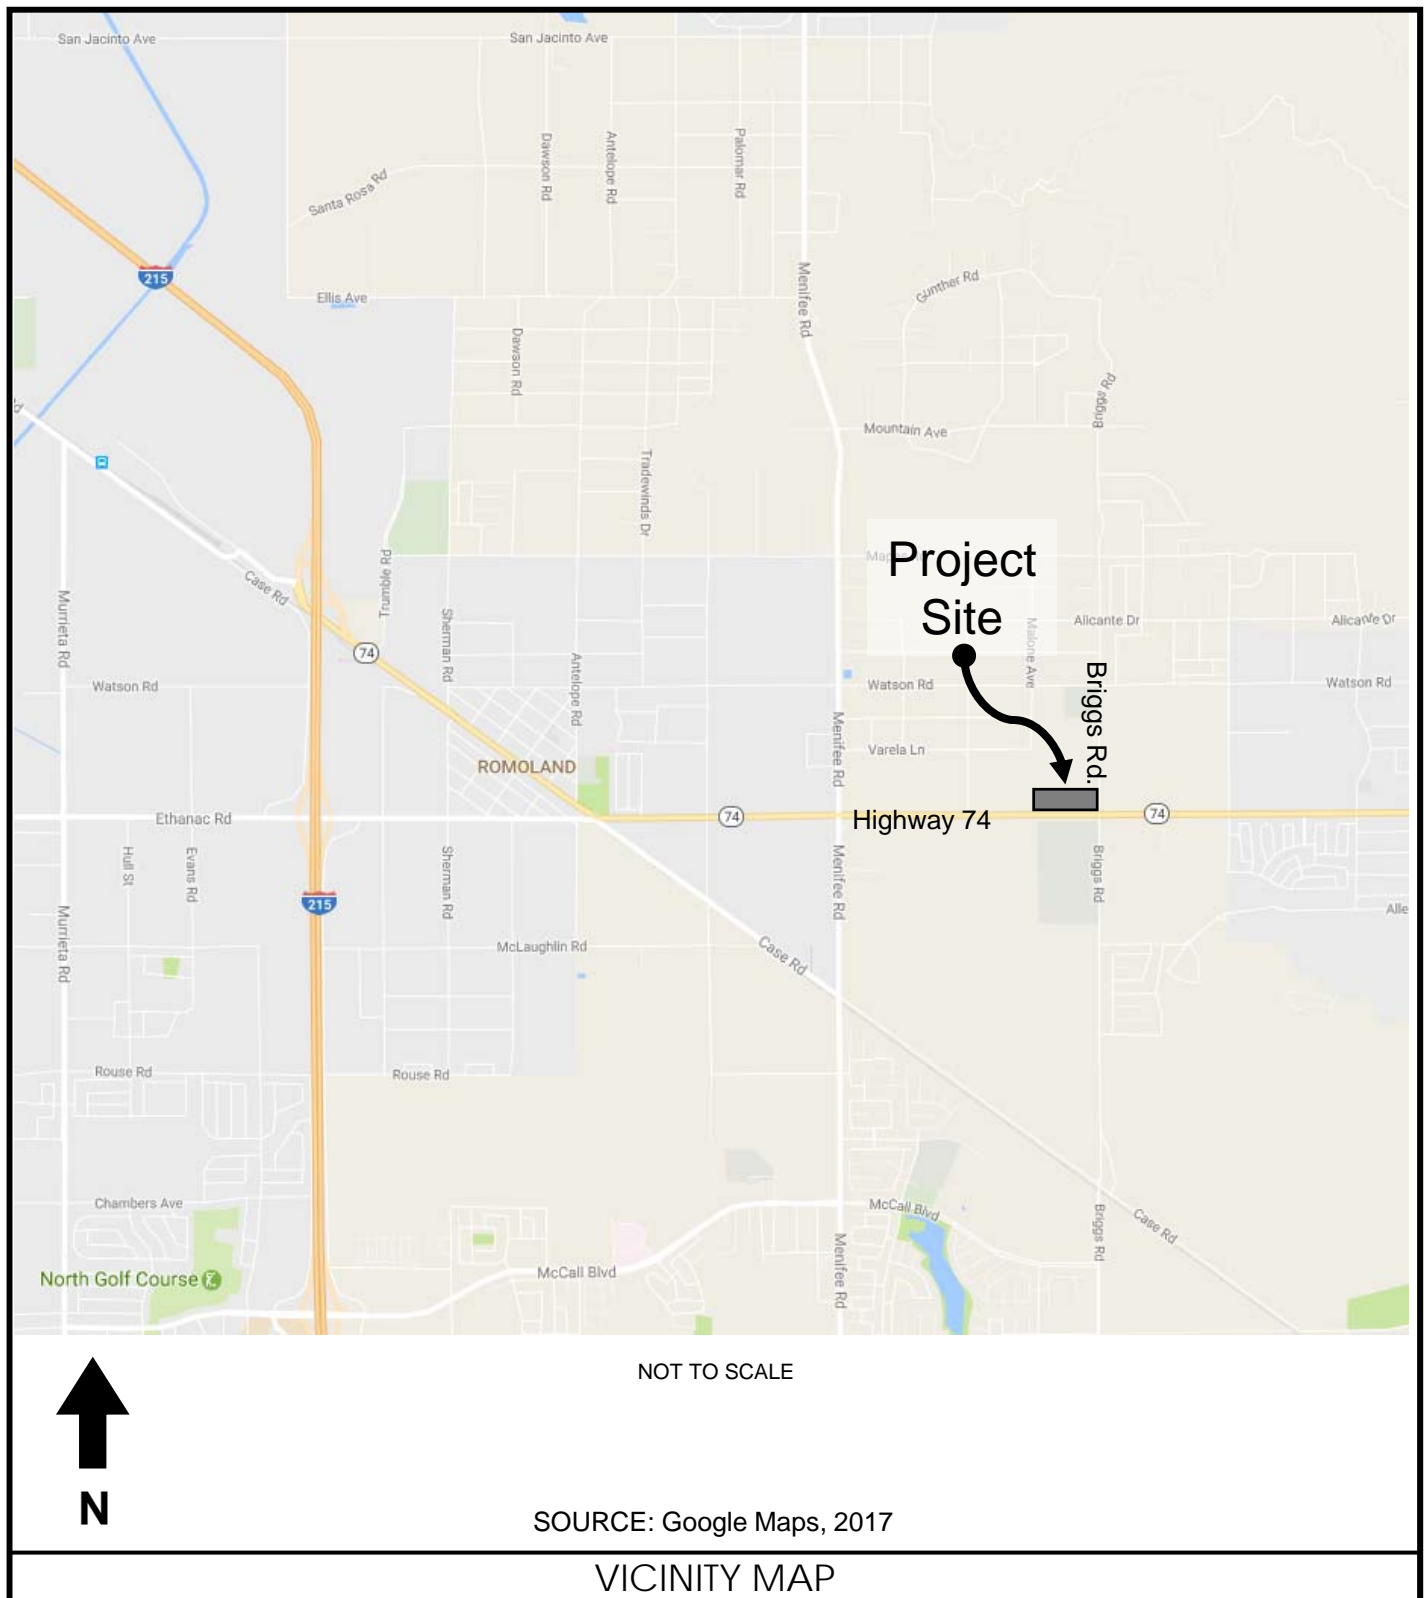 San Jacinto Ave
San Jacinto Ave
Dawson Rd
Antelope Rd
Palomar Rd
Santa Rosa Rd
215
Menifee Rd
Gunther Rd
Ellis Ave
Dawson Rd
Briggs Rd
Mountain Ave
Tradewinds Dr
Project
Site
Case Rd
Trumble Rd
Murrieta Rd
Sherman Rd
Malone Ave
Alicante Dr
Alicante Dr
74
Antelope Rd
Watson Rd
Watson Rd
Watson Rd
Briggs Rd.
Menifee Rd
Varela Ln
ROMOLAND
Ethanac Rd
74
Highway 74
74
Hull St
Evans Rd
Sherman Rd
Menifee Rd
Briggs Rd
215
Murrieta Rd
Alle
McLaughlin Rd
Case Rd
Rouse Rd
Rouse Rd
Chambers Ave
McCall Blvd
Briggs Rd
Case Rd
North Golf Course
McCall Blvd
Menifee Rd
NOT TO SCALE
N
SOURCE: Google Maps, 2017
VICINITY MAP